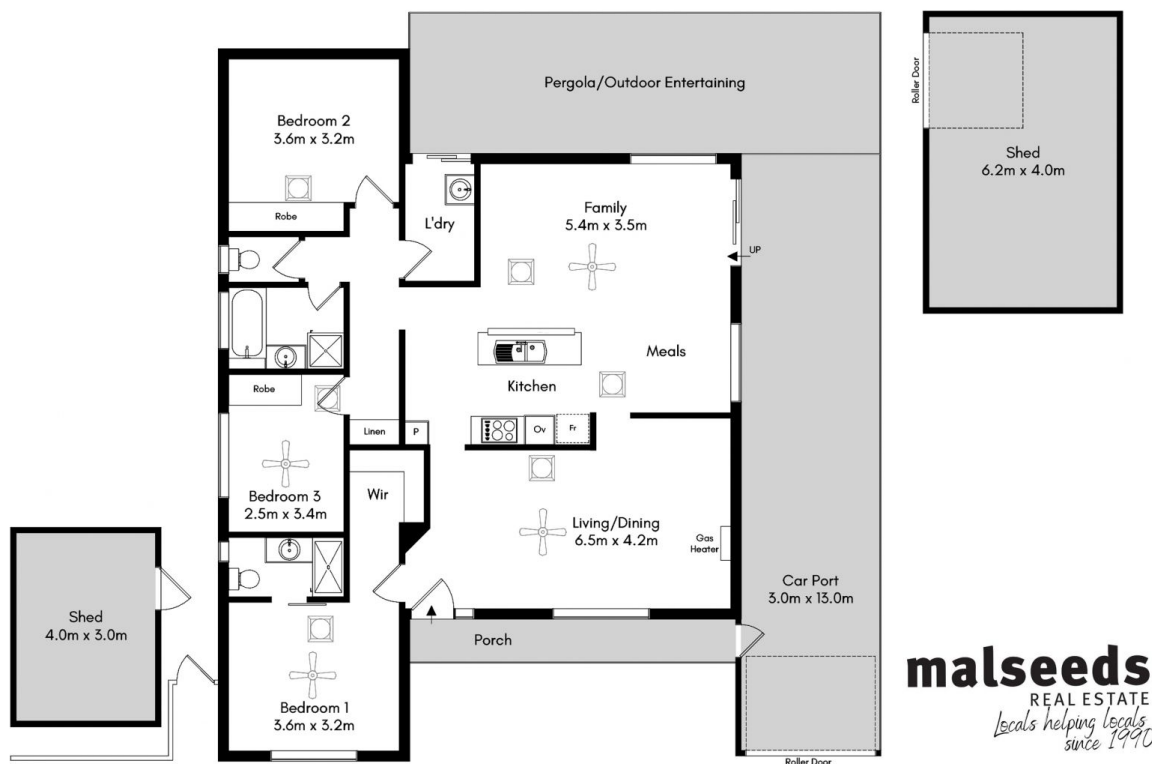 Pergola/Outdoor Entertaining
Roller Door
Shed
6.2m x 4.0m
Bedroom 2
3.6m x 3.2m
Robe
L'dry
Family
5.4m x 3.5m
UP
Meals
Kitchen
Robe
Linen
P
Ov
Fr
Wir
Bedroom 3
2.5m x 3.4m
Living/Dining
6.5m x 4.2m
Gas
Heater
Car Port
3.0m x 13.0m
Shed
4.0m x 3.0m
Porch
Bedroom 1
3.6m x 3.2m
Roller Door
malseeds
REAL ESTATE
Locals helping locals
since 1990